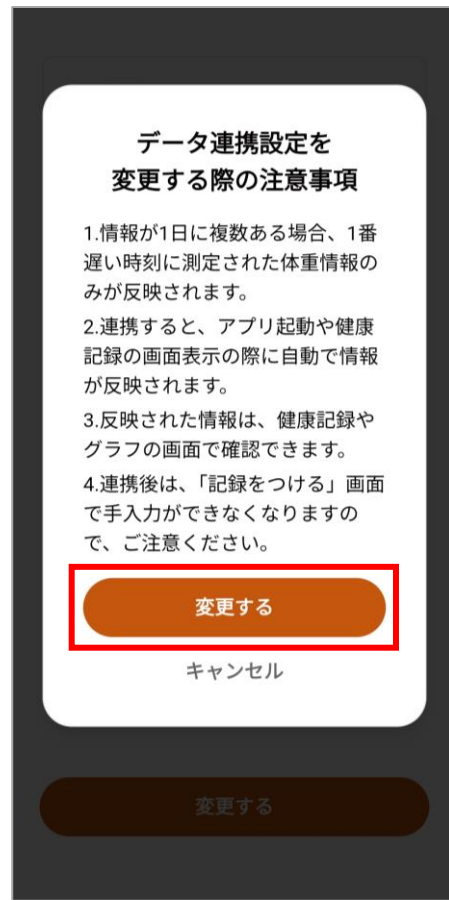 データ連携設定を
変更する際の注意事項
1.情報が1日に複数ある場合、1番
遅い時刻に測定された体重情報の
みが反映されます。
2.連携すると、アプリ起動や健康
記録の画面表示の際に自動で情報
が反映されます。
3.反映された情報は、健康記録や
グラフの画面で確認できます。
4.連携後は、「記録をつける」画面
で手入力ができなくなりますの
で、ご注意ください。
変更する
キャンセル
変更する